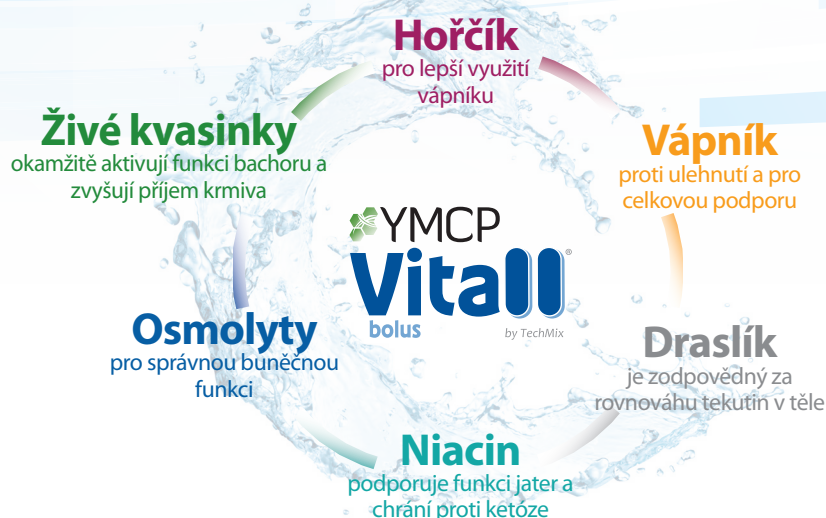 Hořčík
pro lepší využití
vápníku
Živé kvasinky
okamžitě aktivují funkci bachoru a
zvyšují příjem krmiva
Vápník
proti ulehnutí a pro
celkovou podporu
YMCP
Vitall®
bolus
by TechMix
Osmolyty
pro správnou buněčnou
funkci
Draslík
je zodpovědný za
rovnováhu tekutin v těle
Niacin
podporuje funkci jater a
chrání proti ketóze